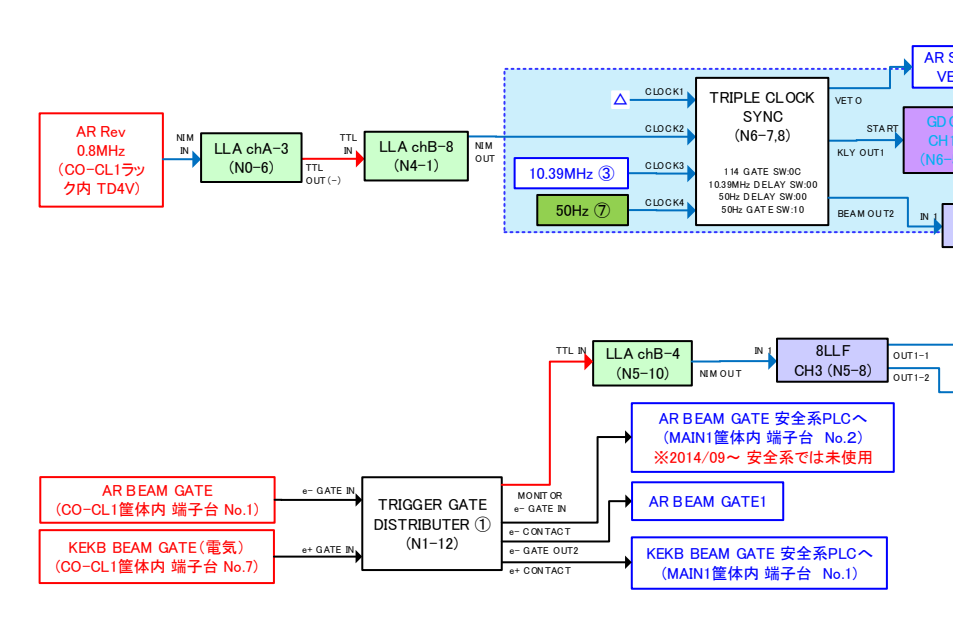 AR Rev
0.8MHz
(CO-CL1ラッ
ク内 TD4V)
NIM
IN
LLA chA-3
(N0-6)
TTL
OUT(-)
TTL
IN
LLA chB-8
(N4-1)
NIM
OUT
△
CLOCK1
CLOCK2
10.39MHz ③
CLOCK3
50Hz ⑦
CLOCK4
TRIPLE CLOCK
SYNC
(N6-7,8)
114 GATE SW:0C
10.39MHz DELAY SW:00
50Hz DELAY SW:00
50Hz GATE SW:10
VETO
AR S
VE
KLY OUT1
START
GDG
CH1
(N6-
BEAM OUT2
IN 1
TTL IN
LLA chB-4
(N5-10)
NIM OUT
IN 1
8LLF
CH3 (N5-8)
OUT1-1
OUT1-2
AR BEAM GATE 安全系PLCへ
(MAIN1筐体内 端子台 No.2)
※2014/09~ 安全系では未使用
AR BEAM GATE
(CO-CL1筐体内 端子台 No.1)
e- GATE IN
KEKB BEAM GATE(電気)
(CO-CL1筐体内 端子台 No.7)
e+ GATE IN
TRIGGER GATE
DISTRIBUTER ①
(N1-12)
MONITOR
e- GATE IN
e- CONTACT
e- GATE OUT2
e+ CONTACT
AR BEAM GATE1
KEKB BEAM GATE 安全系PLCへ
(MAIN1筐体内 端子台 No.1)